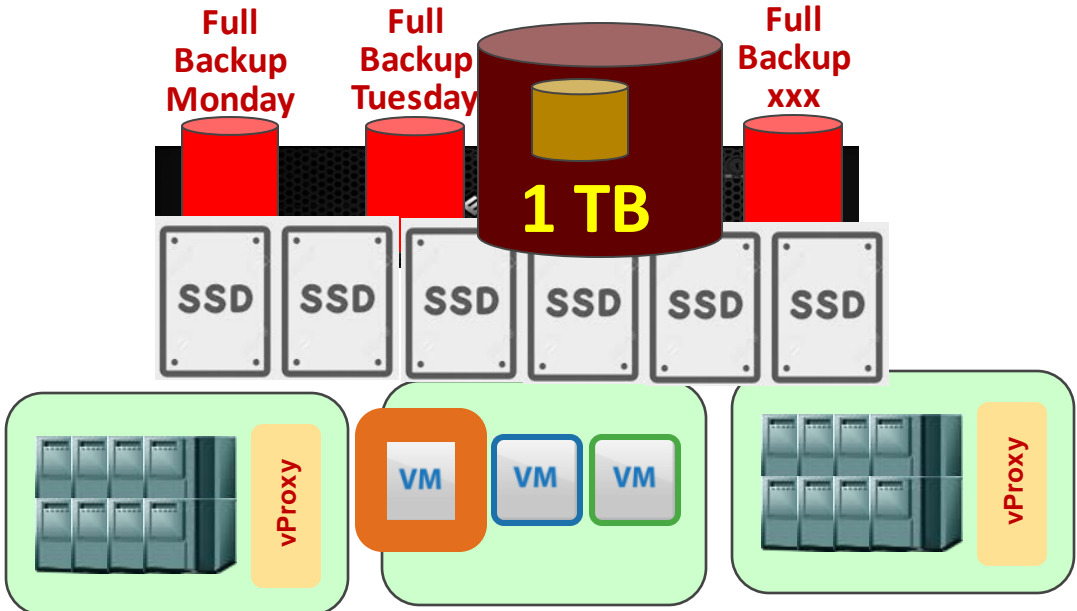 Full
Backup
Monday
Full
Backup
Tuesday
Full
Backup
xxx
1 TB
SSD
SSD
SSD
SSD
SSD
SSD
vProxy
VM
VM
VM
vProxy